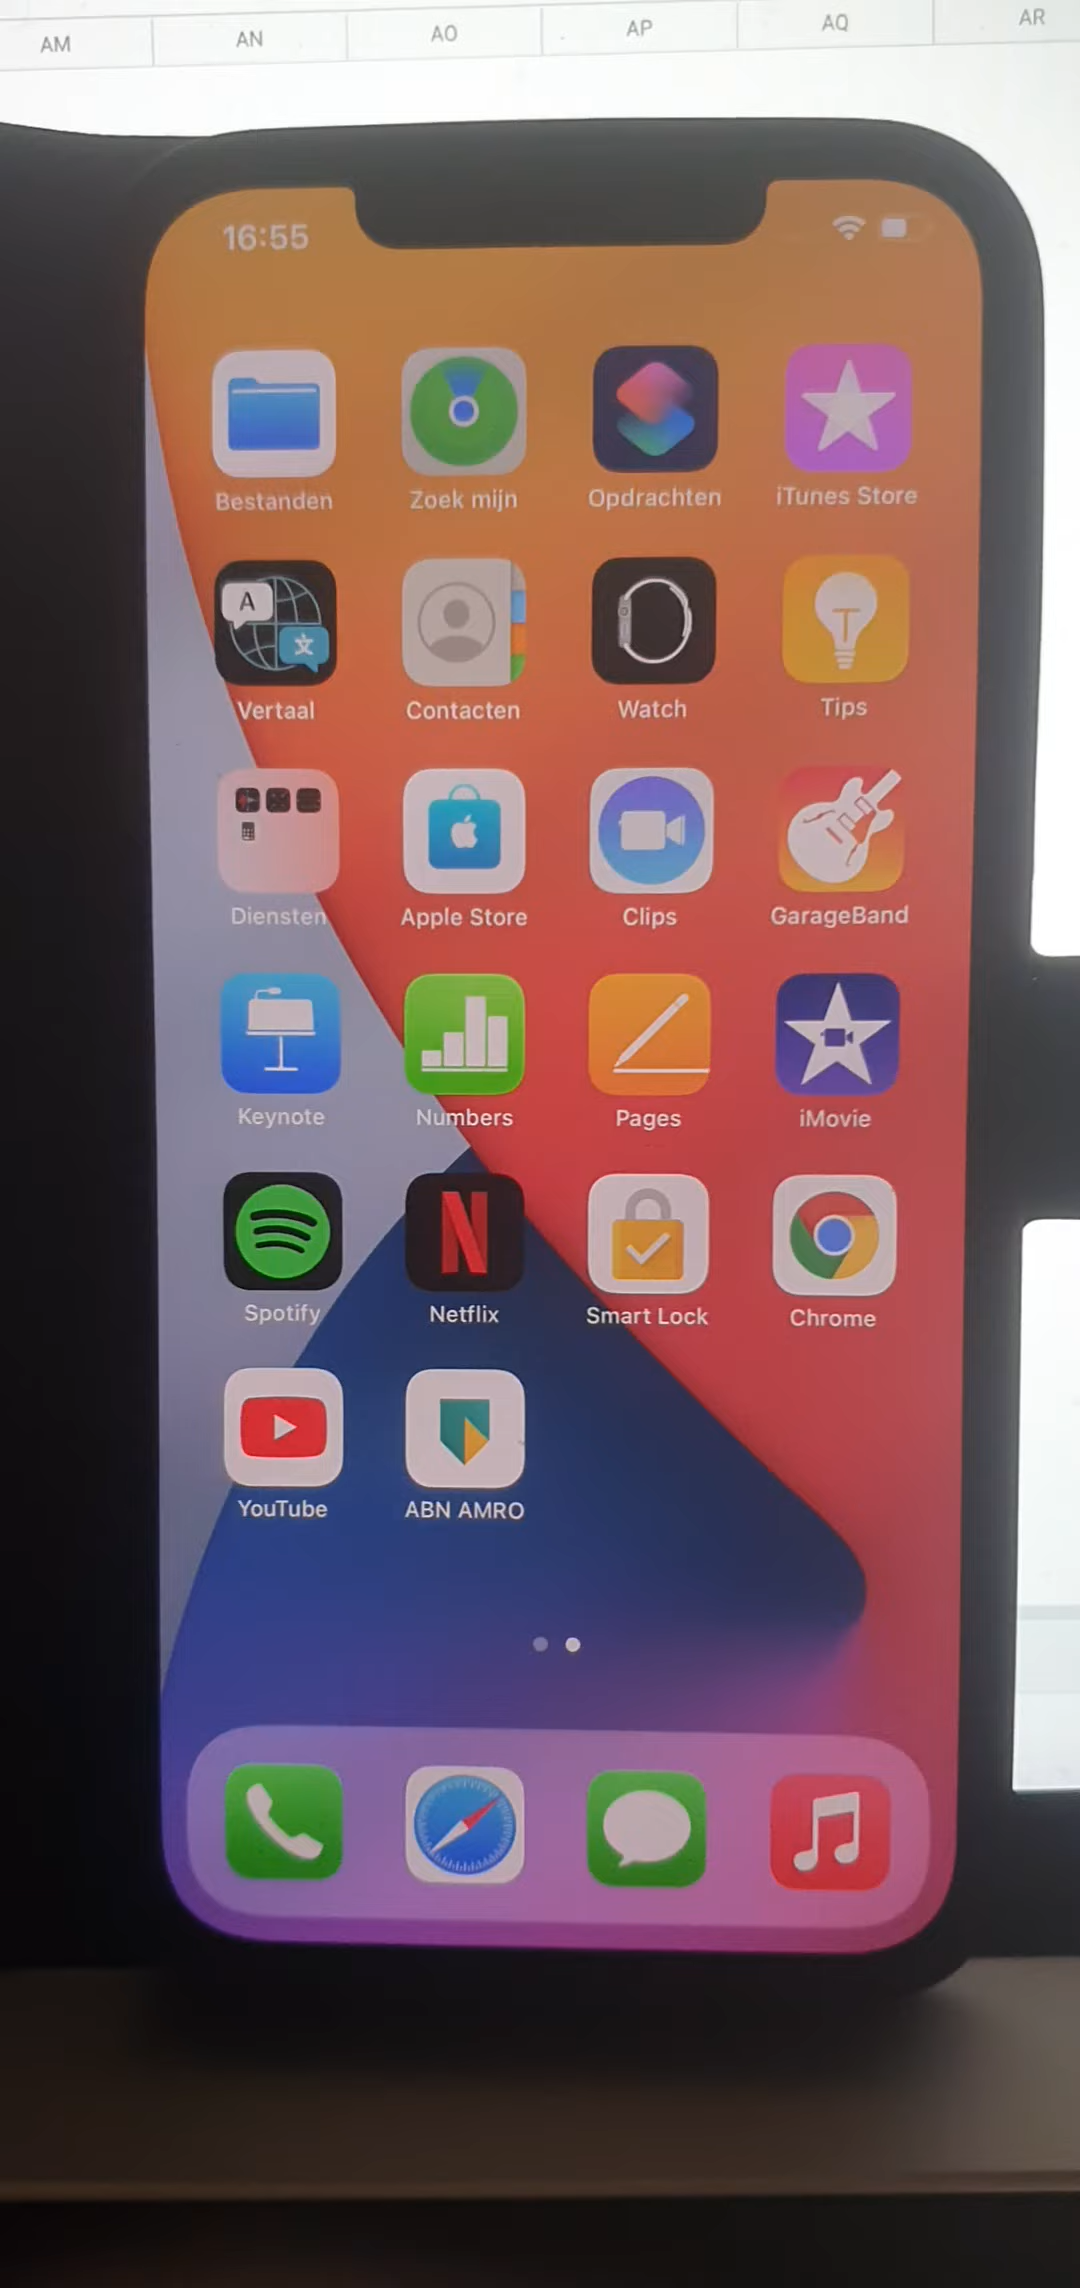 AM AN AO AP AQ AR
16:55
Bestanden Zoek mijn Opdrachten iTunes Store
A 文
Vertaal Contacten Watch Tips
Diensten Apple Store Clips GarageBand
Keynote Numbers Pages iMovie
Spotify Netflix Smart Lock Chrome
YouTube ABN AMRO